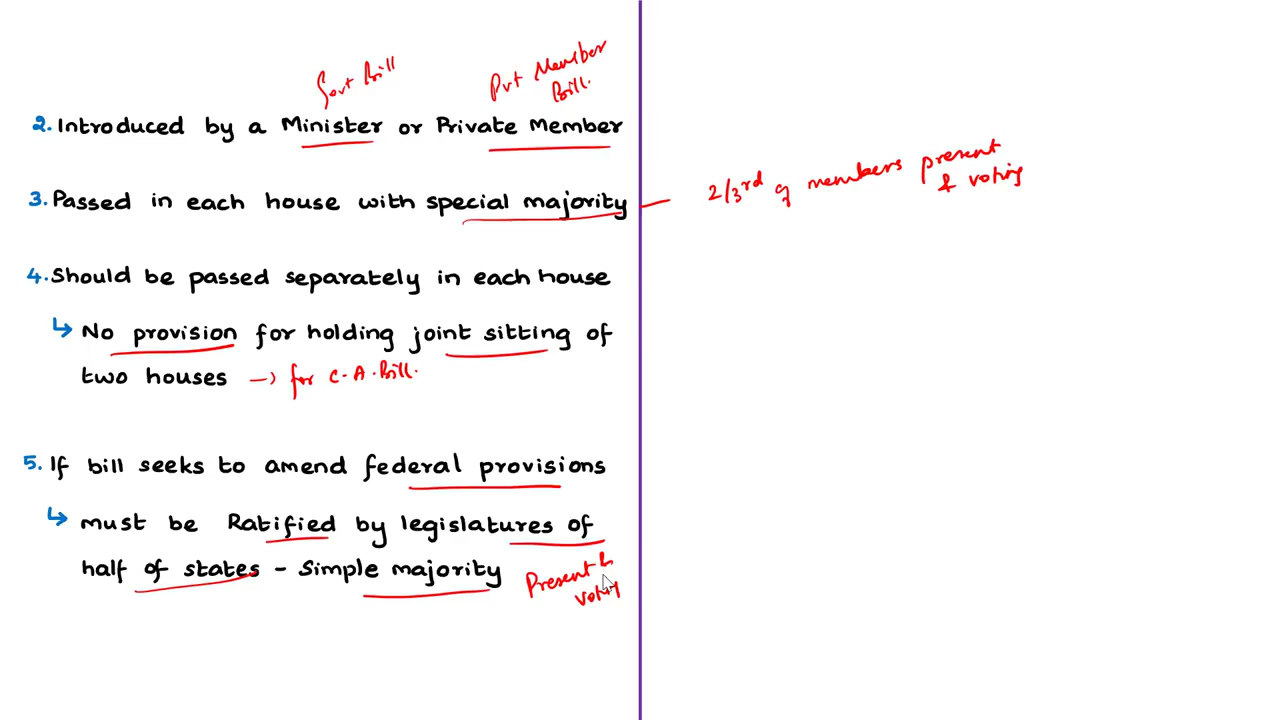 Govt Bill
Pvt Member
Bill.
2. Introduced by a Minister or Private Member
3. Passed in each house with special majority — 2/3rd of members present
& voting
4. Should be passed separately in each house
↳ No provision for holding joint sitting of
two houses → for C.A. Bill.
5. If bill seeks to amend federal provisions
↳ must be Ratified by legislatures of
half of states - Simple majority
Present &
voting